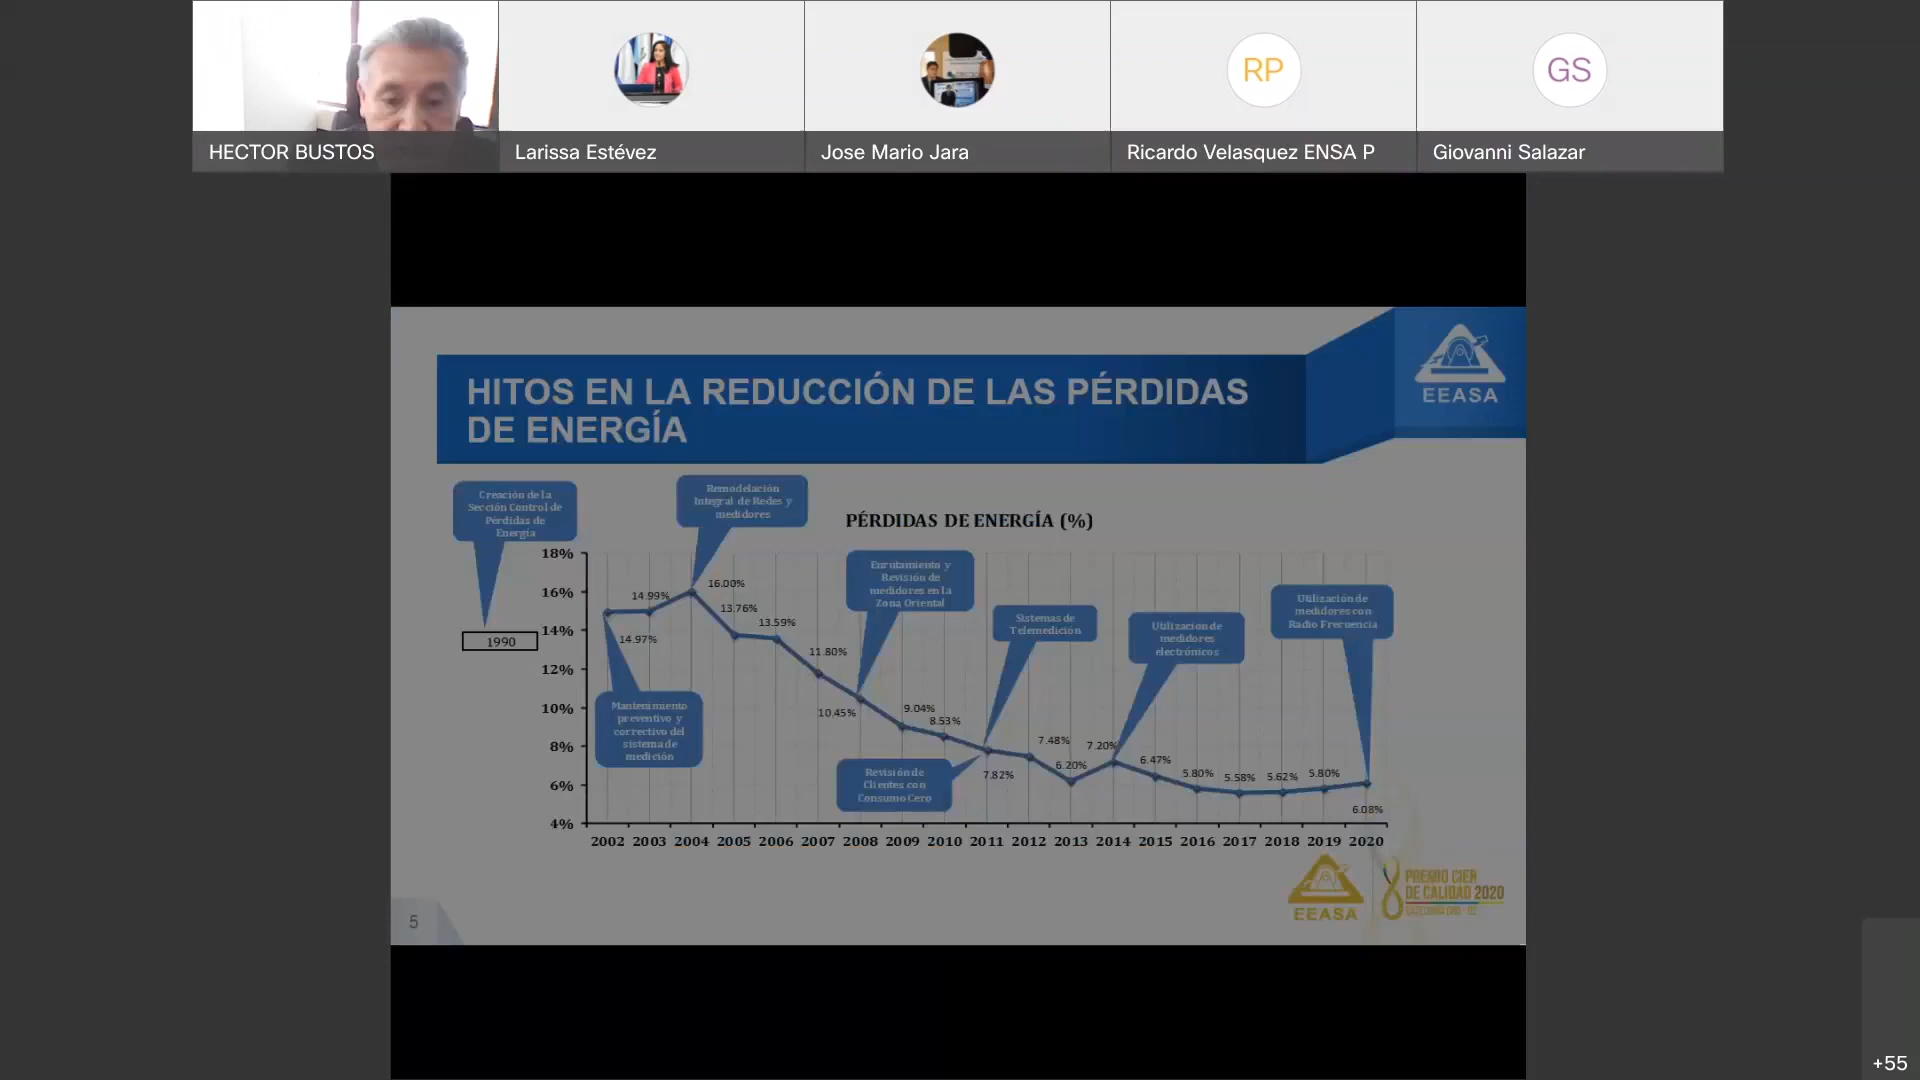 RP
GS
HECTOR BUSTOS
Larissa Estévez
Jose Mario Jara
Ricardo Velasquez ENSA P
Giovanni Salazar
HITOS EN LA REDUCCIÓN DE LAS PÉRDIDAS
DE ENERGÍA
EEASA
Creación de la
Sección Control de
Pérdidas de
Energía
1990
Remodelación
Integral de Redes y
medidores
PÉRDIDAS DE ENERGÍA (%)
Enrutamiento y
Revisión de
medidores en la
Zona Oriental
Sistemas de
Telemedición
Utilización de
medidores
electrónicos
Utilización de
medidores con
Radio Frecuencia
Mantenimiento
preventivo y
correctivo del
sistema de
medición
Revisión de
Clientes con
Consumo Cero
18%
16%
14%
12%
10%
8%
6%
4%
14.97%
14.99%
16.00%
13.76%
13.59%
11.80%
10.45%
9.04%
8.53%
7.82%
7.48%
6.20%
7.20%
6.47%
5.80%
5.58%
5.62%
5.80%
6.08%
2002 2003 2004 2005 2006 2007 2008 2009 2010 2011 2012 2013 2014 2015 2016 2017 2018 2019 2020
EEASA
PREMIO CIER
DE CALIDAD 2020
5
+55